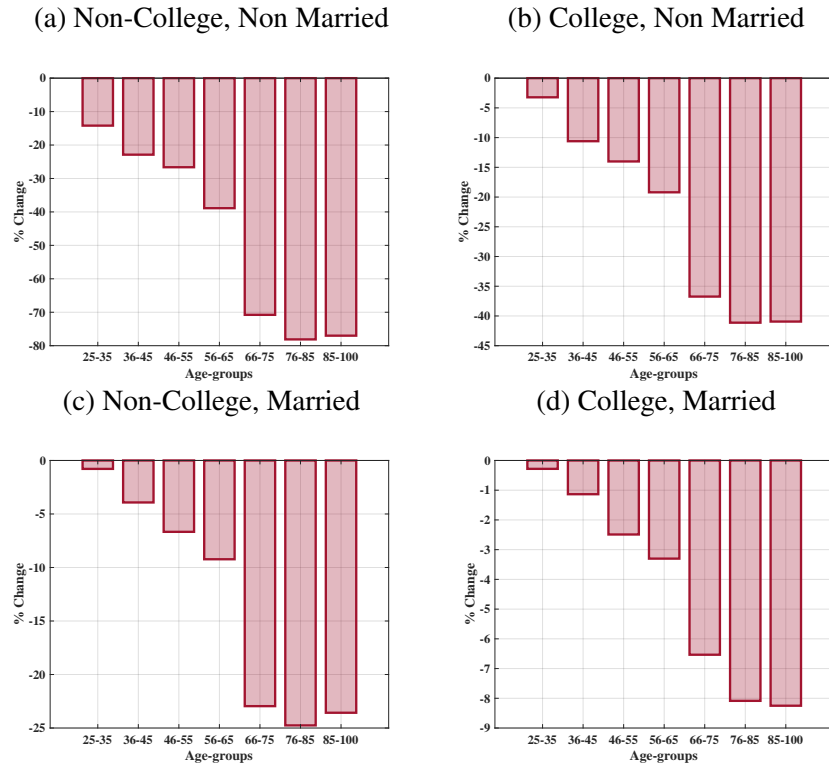 (a) Non-College, Non Married
0
-10
-20
-30
-40
-50
-60
-70
-80
% Change
25-35 36-45 46-55 56-65 66-75 76-85 85-100
Age-groups
(b) College, Non Married
0
-5
-10
-15
-20
-25
-30
-35
-40
-45
% Change
25-35 36-45 46-55 56-65 66-75 76-85 85-100
Age-groups
(c) Non-College, Married
0
-5
-10
-15
-20
-25
% Change
25-35 36-45 46-55 56-65 66-75 76-85 85-100
Age-groups
(d) College, Married
0
-1
-2
-3
-4
-5
-6
-7
-8
-9
% Change
25-35 36-45 46-55 56-65 66-75 76-85 85-100
Age-groups